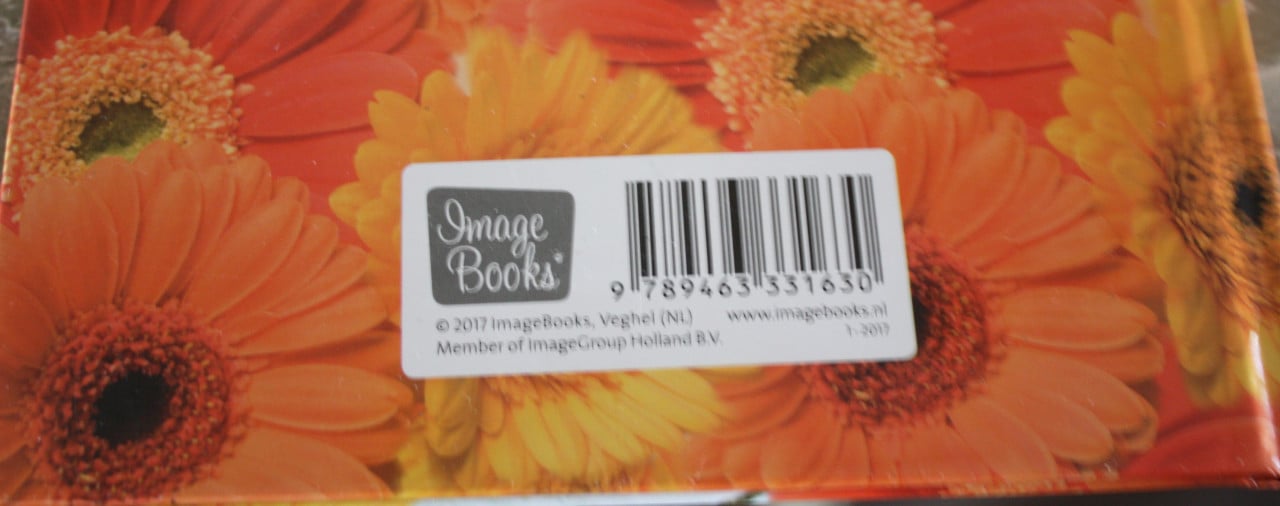 Image
Books®
9 789463 331630
© 2017 ImageBooks, Veghel (NL) www.imagebooks.nl
Member of ImageGroup Holland B.V. 1-2017